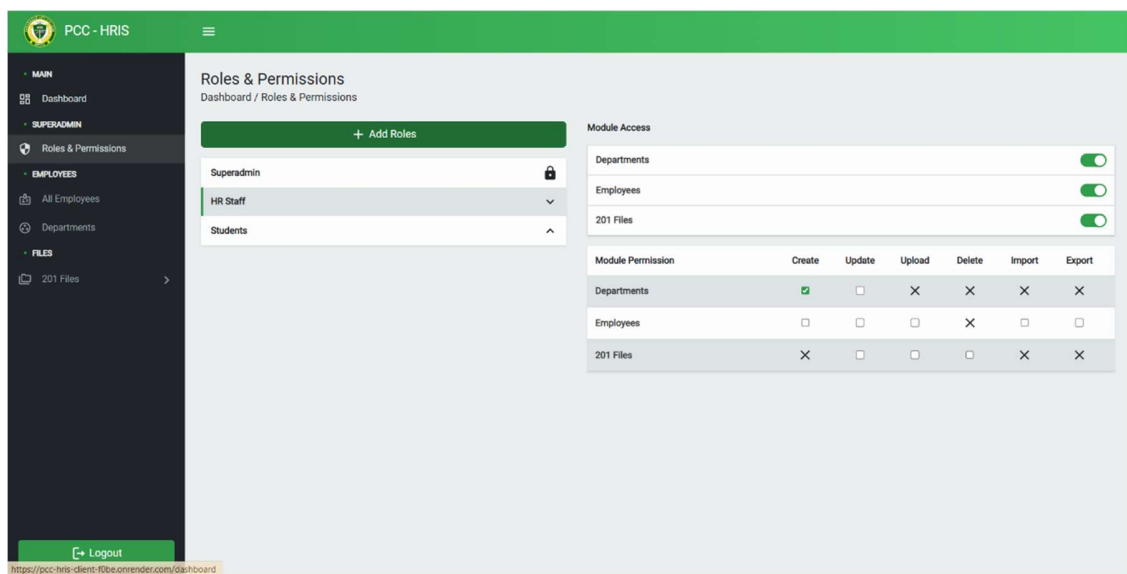 PCC - HRIS
MAIN
Dashboard
SUPERADMIN
Roles & Permissions
EMPLOYEES
All Employees
Departments
FILES
201 Files
Logout
https://pcc-hris-client-f0be.onrender.com/dashboard
Roles & Permissions
Dashboard / Roles & Permissions
+ Add Roles
Superadmin
HR Staff
Students
Module Access
Departments
Employees
201 Files
Module Permission Create Update Upload Delete Import Export
Departments
Employees
201 Files